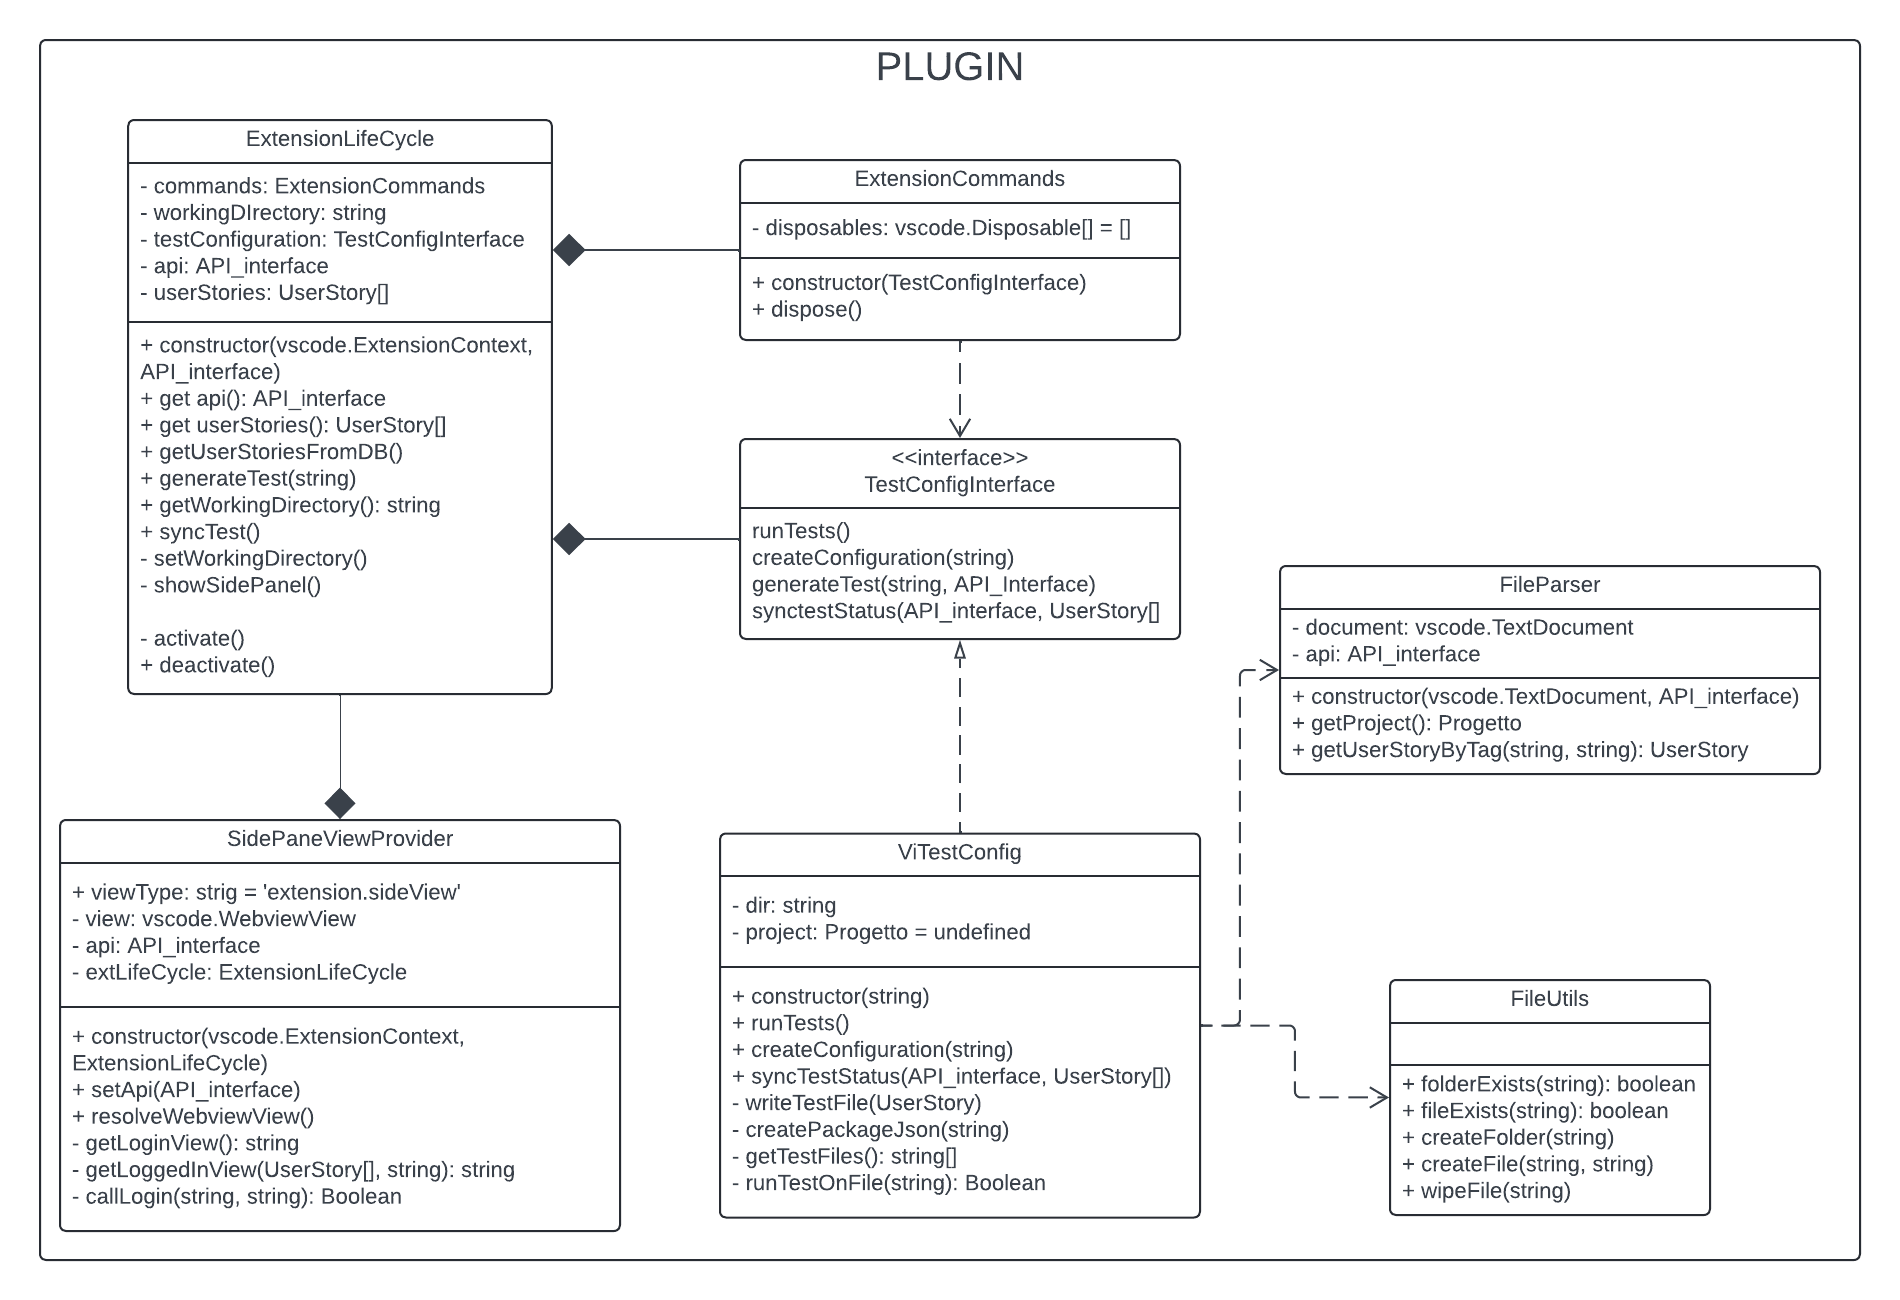 PLUGIN
ExtensionLifeCycle
- commands: ExtensionCommands
- workingDIrectory: string
- testConfiguration: TestConfigInterface
- api: API_interface
- userStories: UserStory[]
+ constructor(vscode.ExtensionContext,
API_interface)
+ get api(): API_interface
+ get userStories(): UserStory[]
+ getUserStoriesFromDB()
+ generateTest(string)
+ getWorkingDirectory(): string
+ syncTest()
- setWorkingDirectory()
- showSidePanel()
- activate()
+ deactivate()
ExtensionCommands
- disposables: vscode.Disposable[] = []
+ constructor(TestConfigInterface)
+ dispose()
<<interface>>
TestConfigInterface
runTests()
createConfiguration(string)
generateTest(string, API_Interface)
synctestStatus(API_interface, UserStory[]
FileParser
- document: vscode.TextDocument
- api: API_interface
+ constructor(vscode.TextDocument, API_interface)
+ getProject(): Progetto
+ getUserStoryByTag(string, string): UserStory
SidePaneViewProvider
+ viewType: strig = 'extension.sideView'
- view: vscode.WebviewView
- api: API_interface
- extLifeCycle: ExtensionLifeCycle
+ constructor(vscode.ExtensionContext,
ExtensionLifeCycle)
+ setApi(API_interface)
+ resolveWebviewView()
- getLoginView(): string
- getLoggedInView(UserStory[], string): string
- callLogin(string, string): Boolean
ViTestConfig
- dir: string
- project: Progetto = undefined
+ constructor(string)
+ runTests()
+ createConfiguration(string)
+ syncTestStatus(API_interface, UserStory[])
- writeTestFile(UserStory)
- createPackageJson(string)
- getTestFiles(): string[]
- runTestOnFile(string): Boolean
FileUtils
+ folderExists(string): boolean
+ fileExists(string): boolean
+ createFolder(string)
+ createFile(string, string)
+ wipeFile(string)